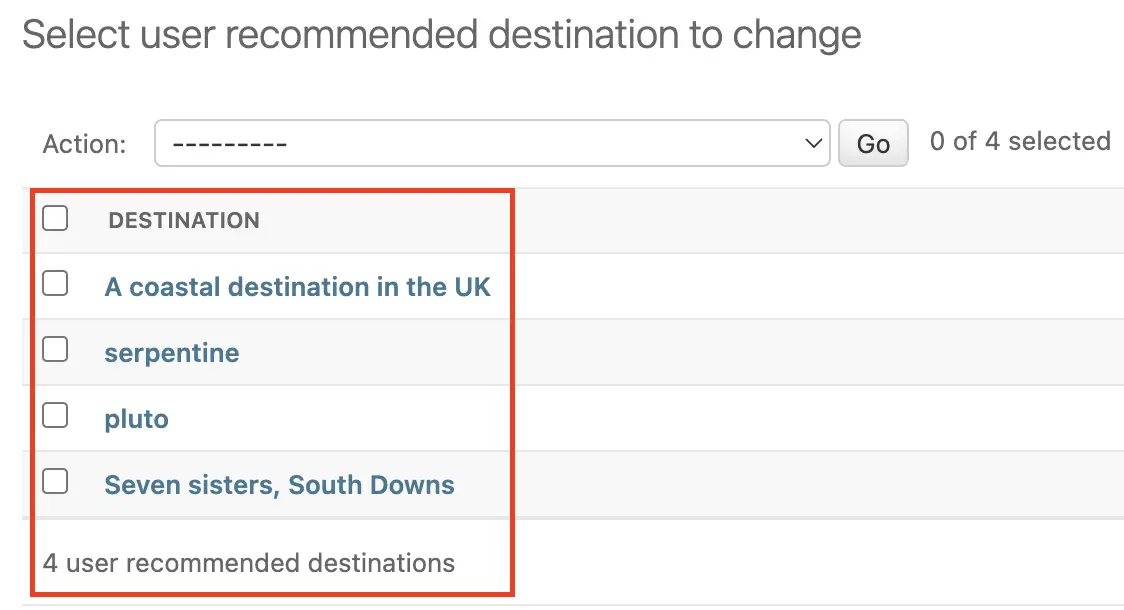 Select user recommended destination to change
Action: --------- Go 0 of 4 selected
DESTINATION
A coastal destination in the UK
serpentine
pluto
Seven sisters, South Downs
4 user recommended destinations